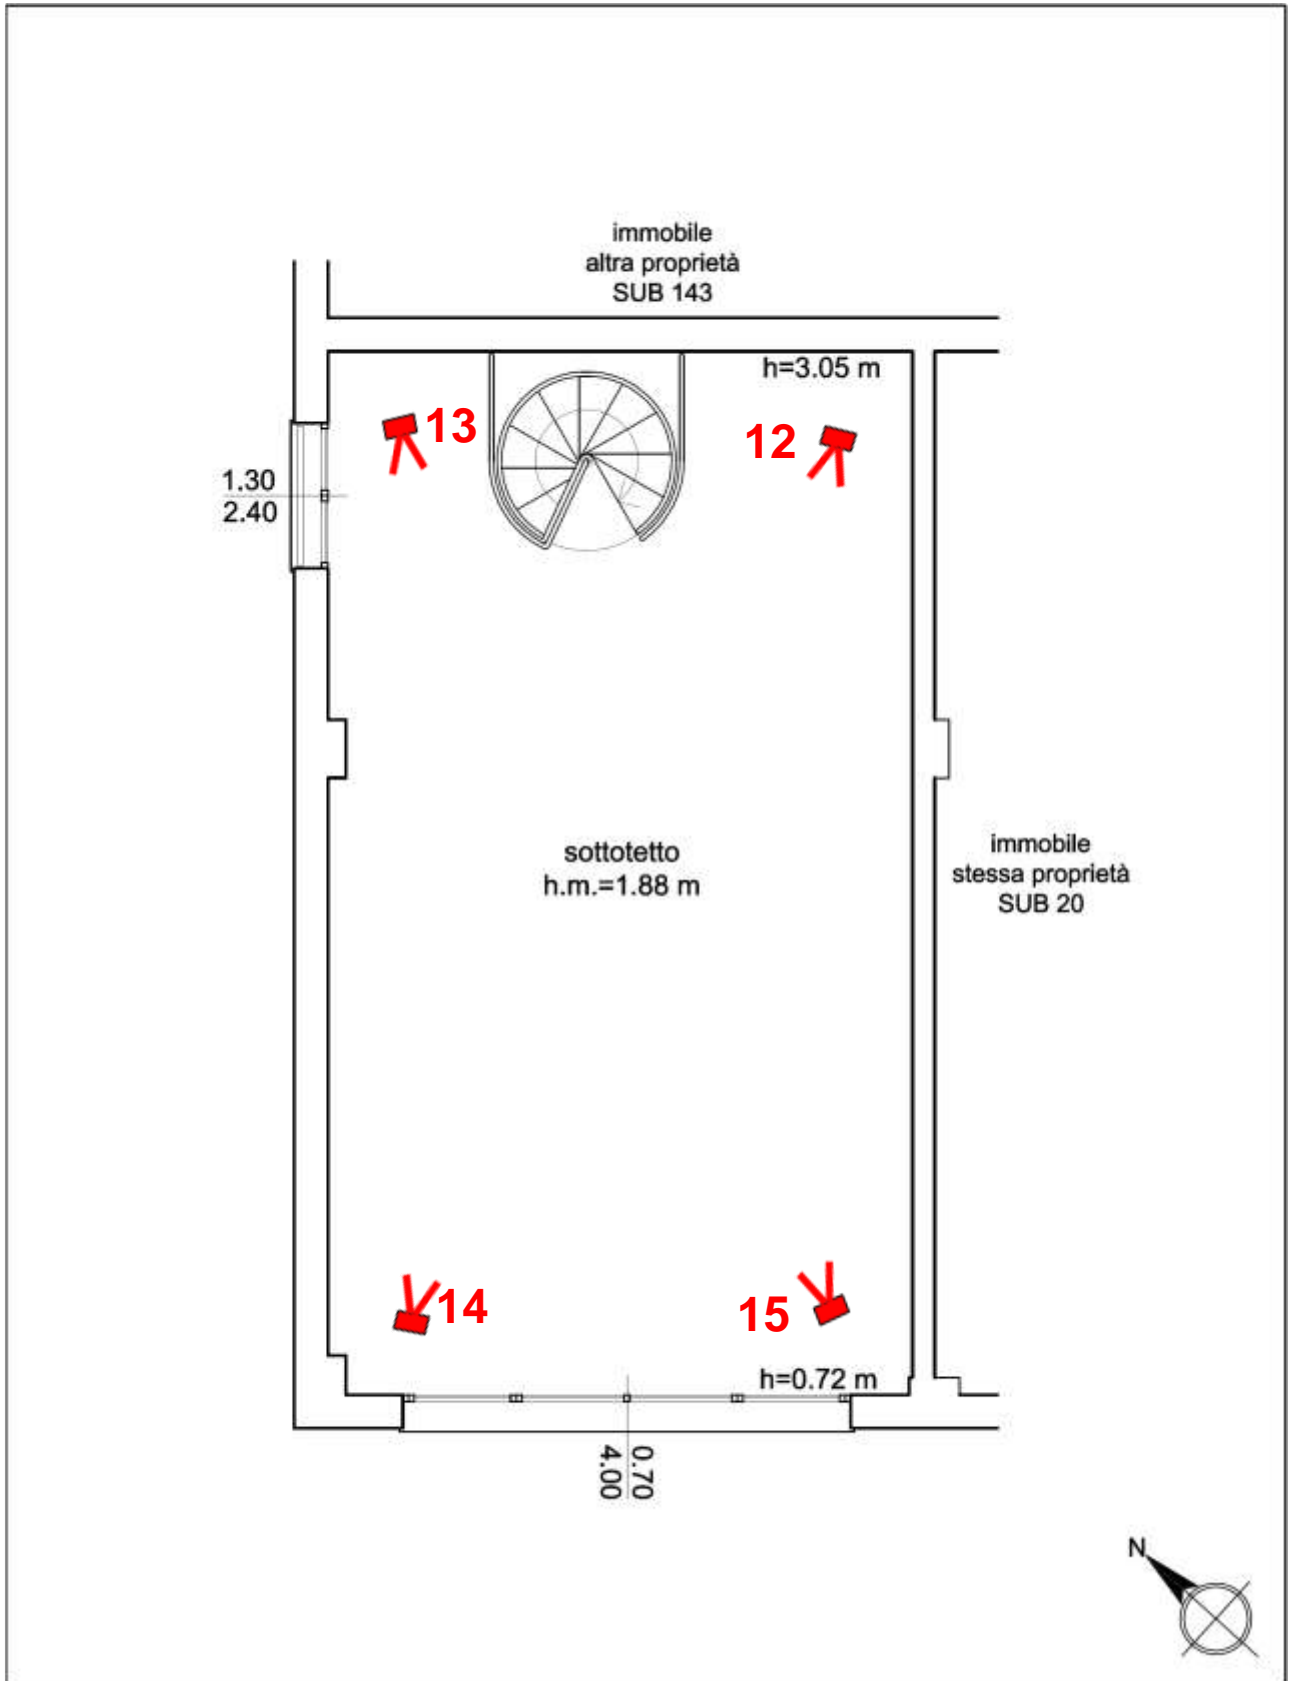 immobile
altra proprietà
SUB 143
h=3.05 m
13
12
1.30
2.40
sottotetto
h.m.=1.88 m
immobile
stessa proprietà
SUB 20
14
15
h=0.72 m
0.70
4.00
N